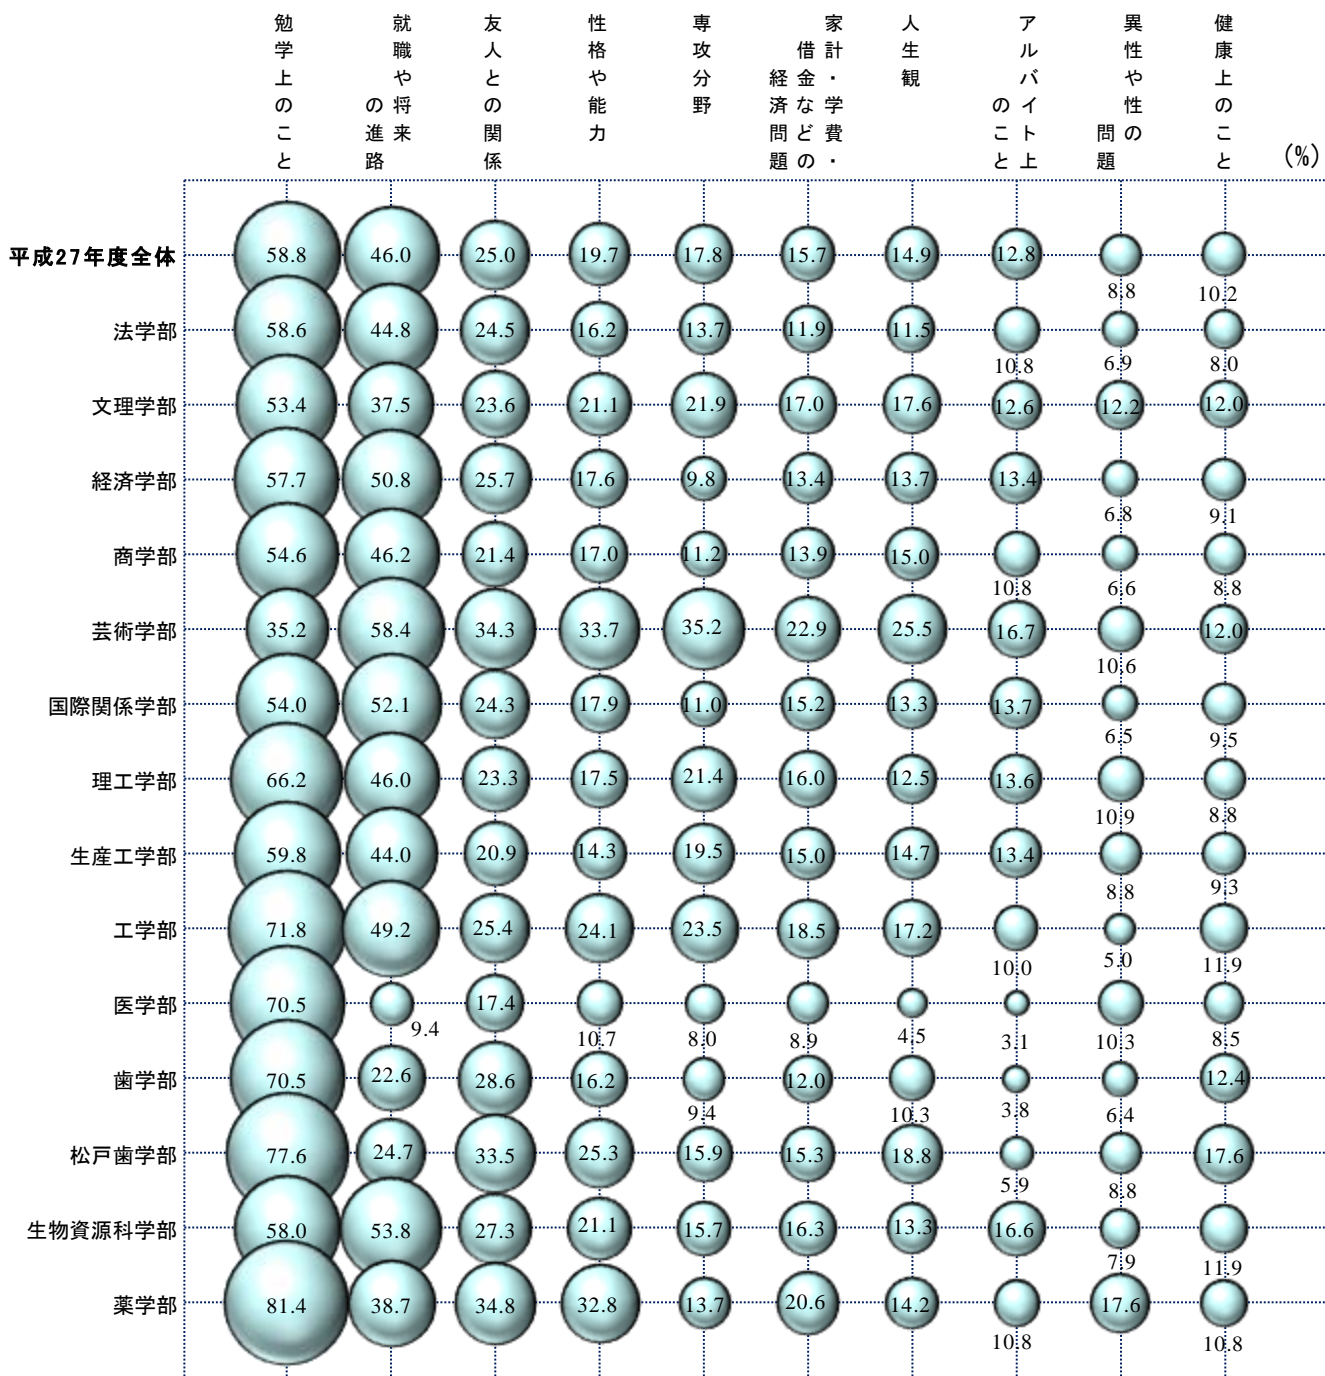 勉学上のこと
就職や将来
の進路
友人との関係
性格や能力
専攻分野
家計・学費・
借金などの
経済問題
人生観
アルバイト上
のこと
異性や性の
問題
健康上のこと
(%)
平成27年度全体 58.8 46.0 25.0 19.7 17.8 15.7 14.9 12.8 8.8 10.2
法学部 58.6 44.8 24.5 16.2 13.7 11.9 11.5 10.8 6.9 8.0
文理学部 53.4 37.5 23.6 21.1 21.9 17.0 17.6 12.6 12.2 12.0
経済学部 57.7 50.8 25.7 17.6 9.8 13.4 13.7 13.4 6.8 9.1
商学部 54.6 46.2 21.4 17.0 11.2 13.9 15.0 10.8 6.6 8.8
芸術学部 35.2 58.4 34.3 33.7 35.2 22.9 25.5 16.7 10.6 12.0
国際関係学部 54.0 52.1 24.3 17.9 11.0 15.2 13.3 13.7 6.5 9.5
理工学部 66.2 46.0 23.3 17.5 21.4 16.0 12.5 13.6 10.9 8.8
生産工学部 59.8 44.0 20.9 14.3 19.5 15.0 14.7 13.4 8.8 9.3
工学部 71.8 49.2 25.4 24.1 23.5 18.5 17.2 10.0 5.0 11.9
医学部 70.5 9.4 17.4 10.7 8.0 8.9 4.5 3.1 10.3 8.5
歯学部 70.5 22.6 28.6 16.2 9.4 12.0 10.3 3.8 6.4 12.4
松戸歯学部 77.6 24.7 33.5 25.3 15.9 15.3 18.8 5.9 8.8 17.6
生物資源科学部 58.0 53.8 27.3 21.1 15.7 16.3 13.3 16.6 7.9 11.9
薬学部 81.4 38.7 34.8 32.8 13.7 20.6 14.2 10.8 17.6 10.8